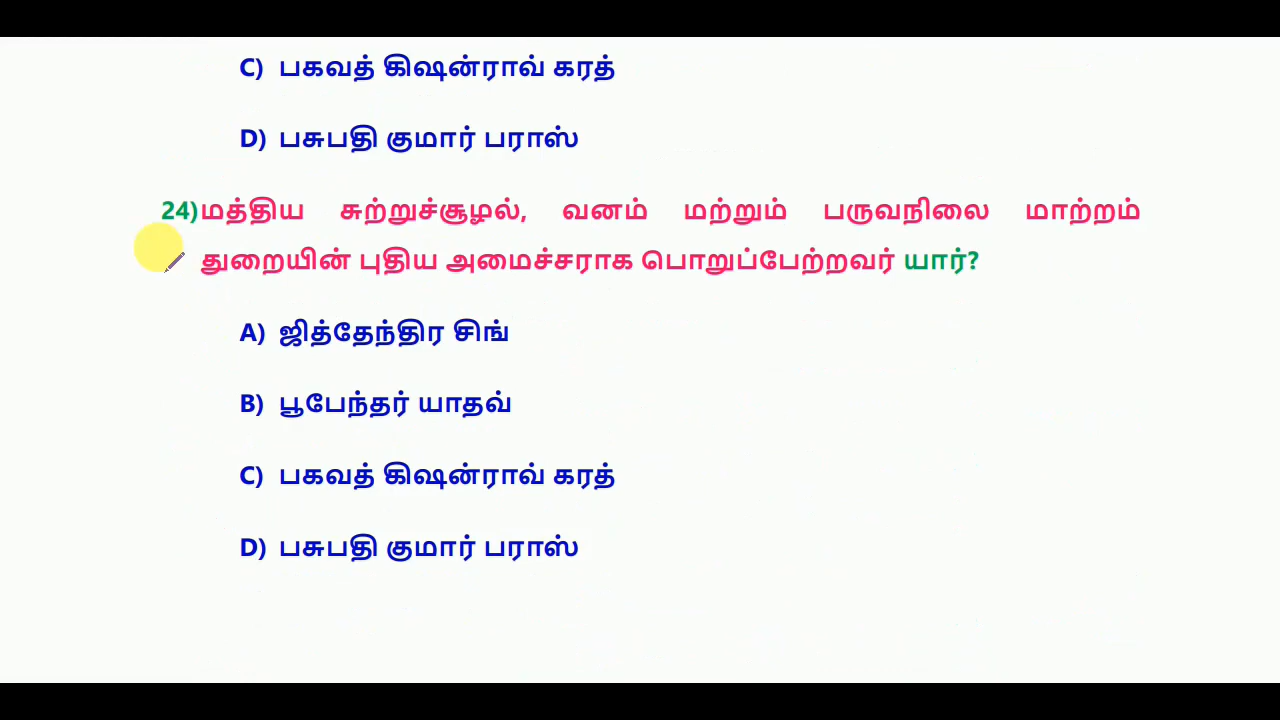 C) பகவத் கிஷன்ராவ் கரத்
D) பசுபதி குமார் பராஸ்
24)மத்திய சுற்றுச்சூழல், வனம் மற்றும் பருவநிலை மாற்றம்
துறையின் புதிய அமைச்சராக பொறுப்பேற்றவர் யார்?
A) ஜித்தேந்திர சிங்
B) பூபேந்தர் யாதவ்
C) பகவத் கிஷன்ராவ் கரத்
D) பசுபதி குமார் பராஸ்